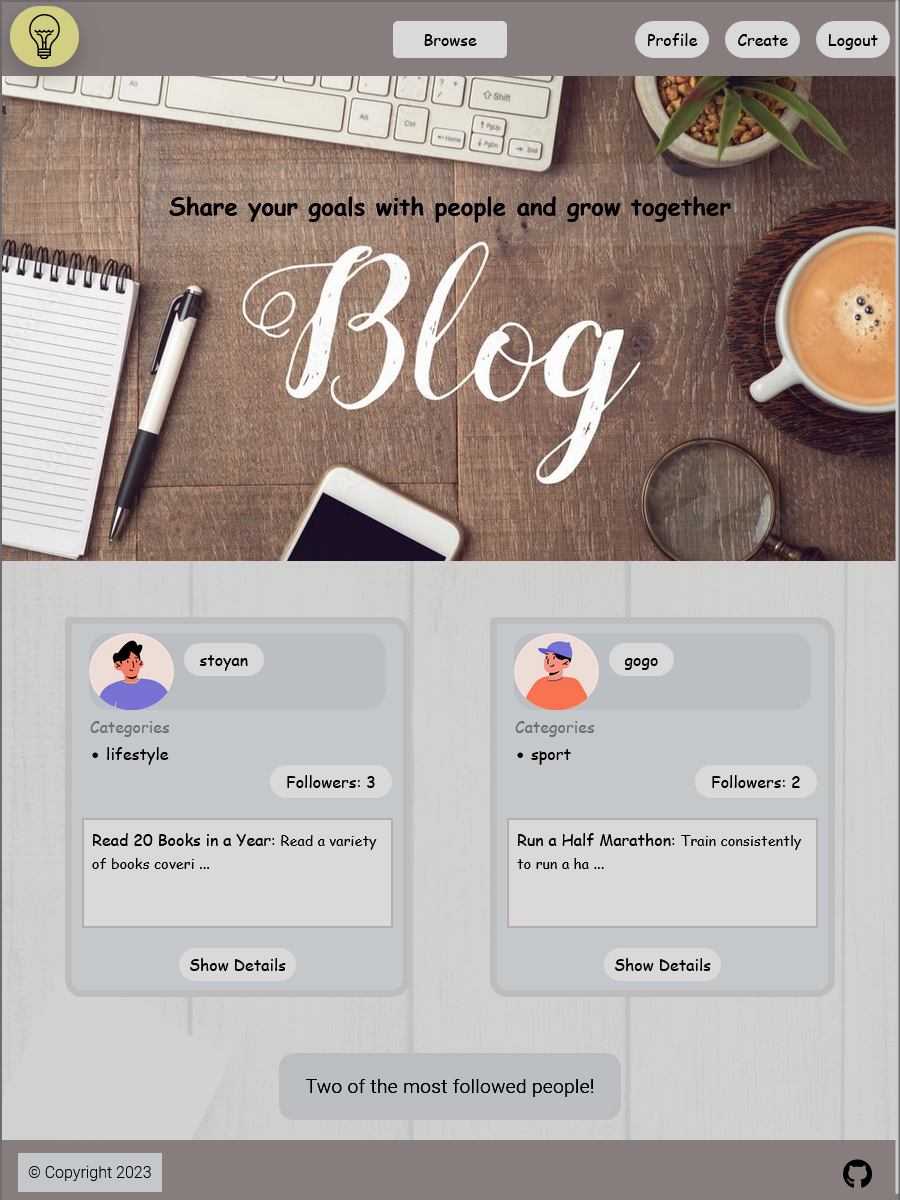 Browse
Profile
Create
Logout
Alt
Shift
Alt
Ctrl
Home
PgUp
PgDn
End
Share your goals with people and grow together
Blog
stoyan
Categories
• lifestyle
Followers: 3
Read 20 Books in a Year: Read a variety
of books coveri ...
Show Details
gogo
Categories
• sport
Followers: 2
Run a Half Marathon: Train consistently
to run a ha ...
Show Details
Two of the most followed people!
© Copyright 2023